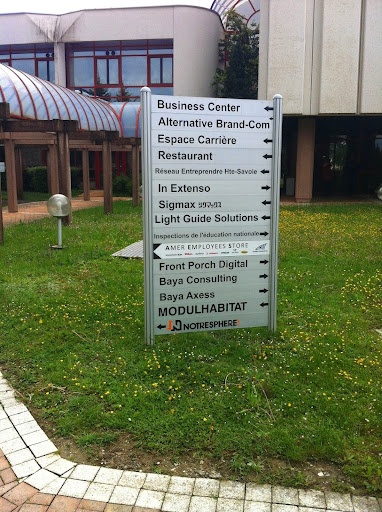 Business Center
Alternative Brand-Com
Espace Carrière
Restaurant
Réseau Entreprendre Hte-Savoie
In Extenso
Sigmax
Light Guide Solutions
Inspections de l'éducation nationale
AMER EMPLOYEES STORE
Front Porch Digital
Baya Consulting
Baya Axess
MODULHABITAT
NOTRESPHERE